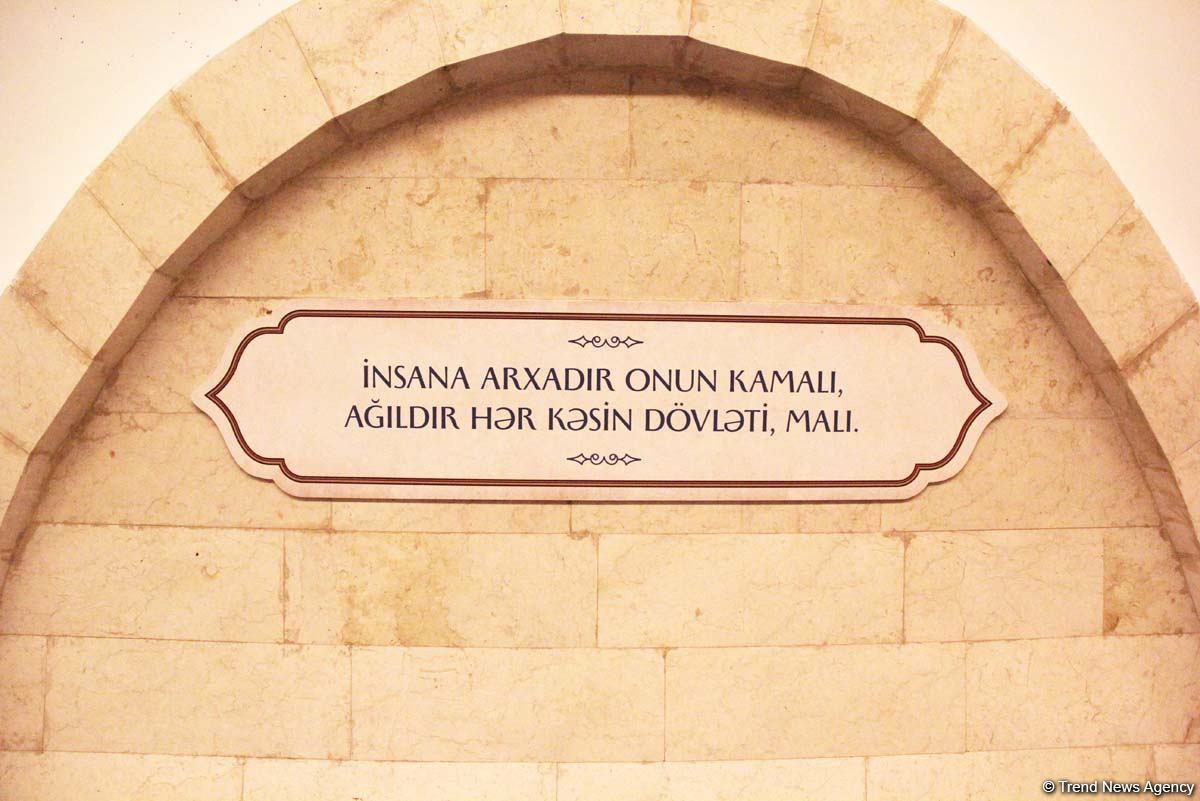 İNSANA ARXADIR ONUN KAMALI,
AĞILDIR HƏR KƏSİN DÖVLƏTİ, MALI.
© Trend News Agency